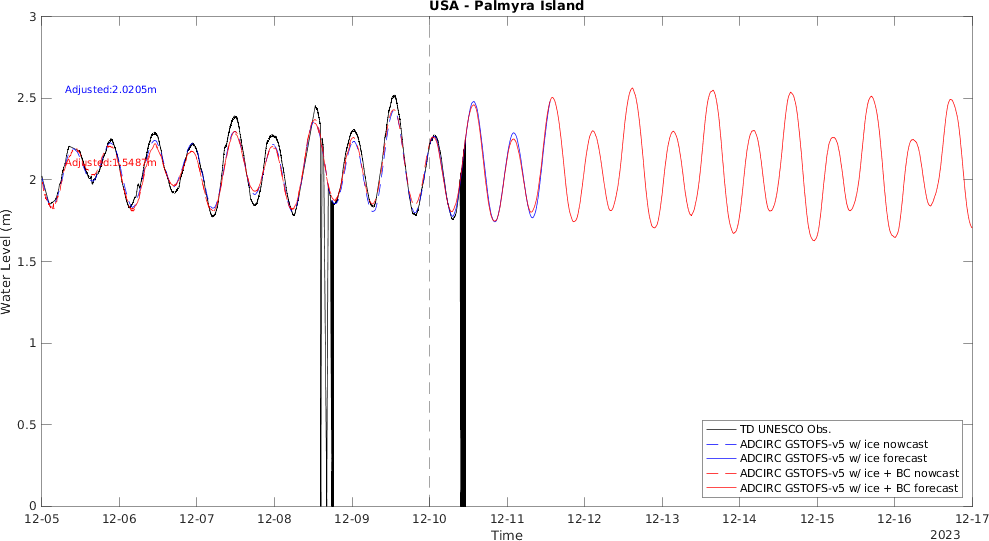 USA - Palmyra Island
3
2.5
2
1.5
1
0.5
0
Water Level (m)
Adjusted:2.0205m
Adjusted:1.5487m
TD UNESCO Obs.
ADCIRC GSTOFS-v5 w/ ice nowcast
ADCIRC GSTOFS-v5 w/ ice forecast
ADCIRC GSTOFS-v5 w/ ice + BC nowcast
ADCIRC GSTOFS-v5 w/ ice + BC forecast
12-05 12-06 12-07 12-08 12-09 12-10 12-11 12-12 12-13 12-14 12-15 12-16 12-17
Time
2023